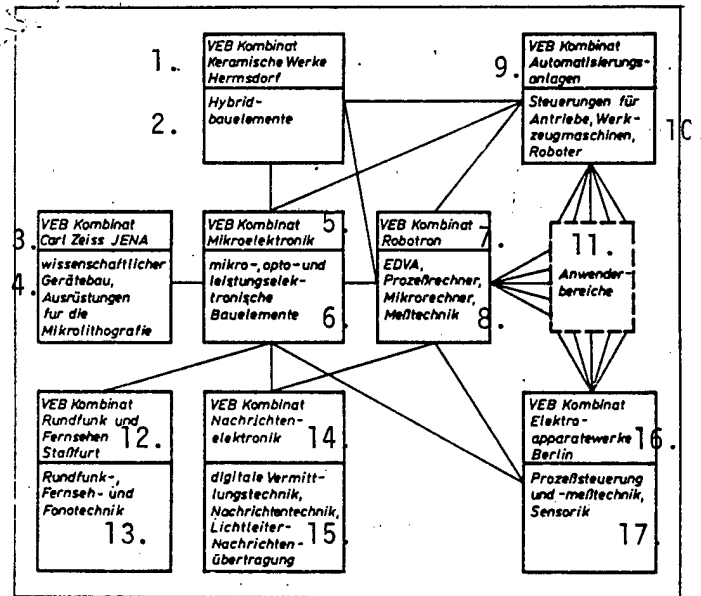 1.
VEB Kombinat
Keramische Werke
Hermsdorf
2.
Hybrid-
bauelemente
9.
VEB Kombinat
Automatisierungs-
anlagen
10.
Steuerungen für
Antriebe, Werk-
zeugmaschinen,
Roboter
3.
VEB Kombinat
Carl Zeiss JENA
4.
wissenschaftlicher
Gerätebau,
Ausrüstungen
fur die
Mikrolithografie
5.
VEB Kombinat
Mikroelektronik
6.
mikro-, opto- und
leistungselek-
tronische
Bauelemente
7.
VEB Kombinat
Robotron
8.
EDVA,
Prozeßrechner,
Mikrorechner,
Meßtechnik
11.
Anwender-
bereiche
12.
VEB Kombinat
Rundfunk und
Fernsehen
Staßfurt
13.
Rundfunk-,
Fernseh- und
Fonotechnik
14.
VEB Kombinat
Nachrichten-
elektronik
15.
digitale Vermitt-
lungstechnik,
Nachrichtentechnik,
Lichtleiter-
Nachrichten-
übertragung
16.
VEB Kombinat
Elektro-
apparatewerke
Berlin
17.
Prozeßsteuerung
und -meßtechnik,
Sensorik